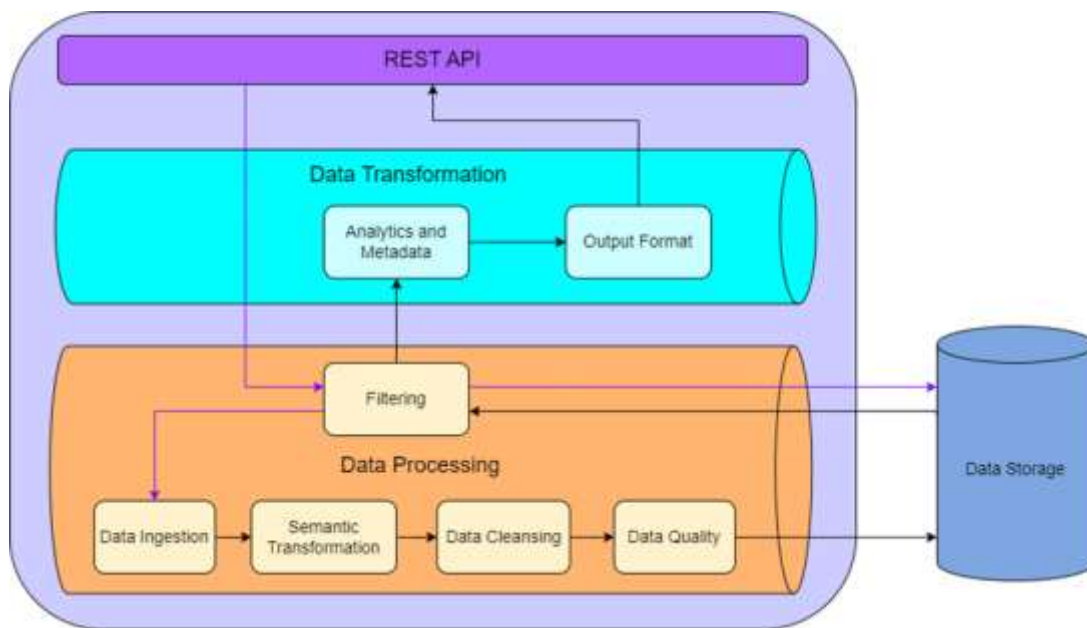 REST API
Data Transformation
Analytics and
Metadata
Output Format
Filtering
Data Processing
Data Storage
Data Ingestion
Semantic
Transformation
Data Cleansing
Data Quality